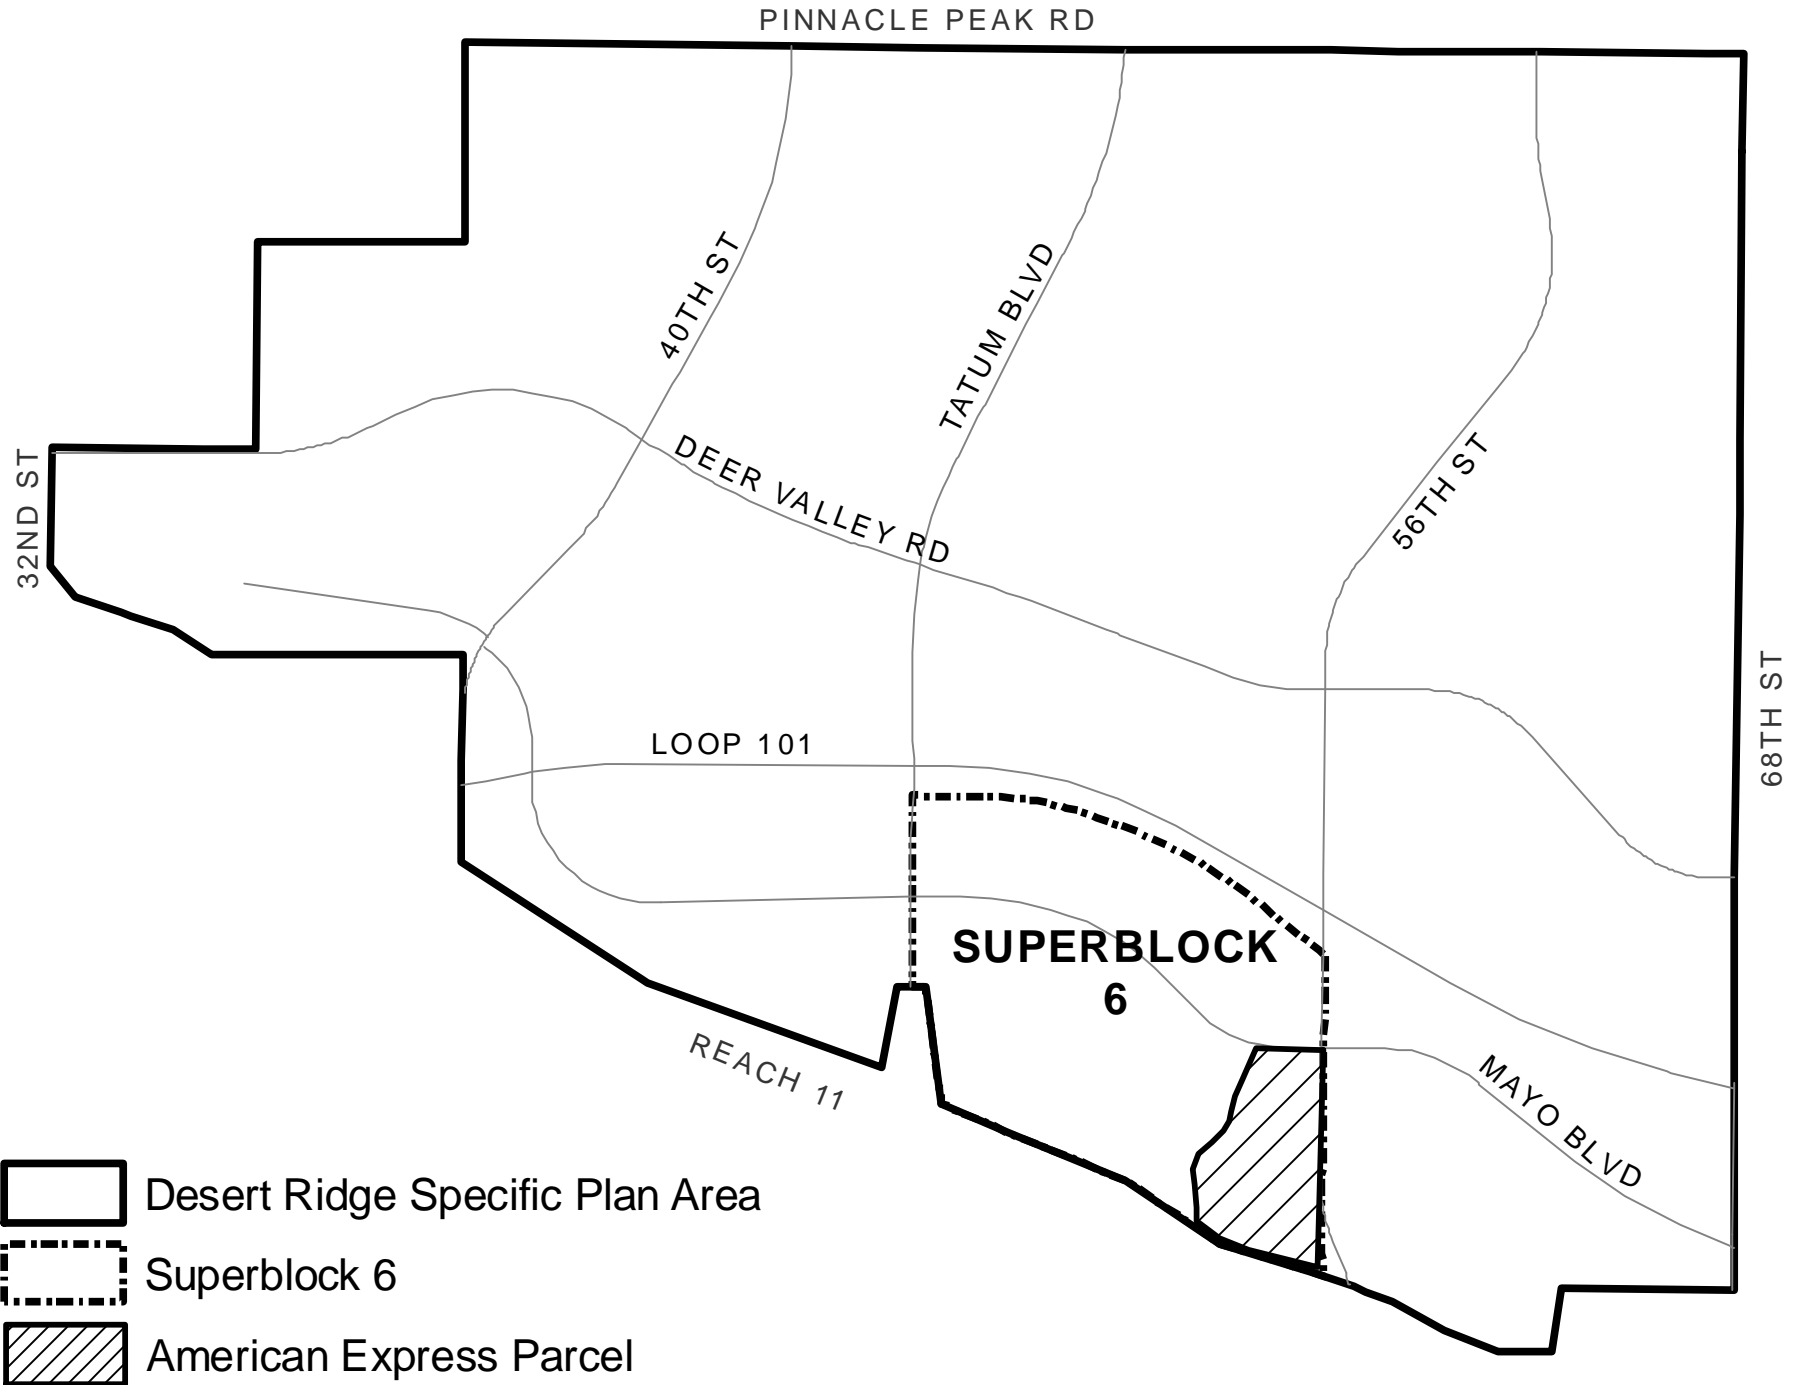 PINNACLE PEAK RD
40TH ST
TATUM BLVD
56TH ST
32ND ST
DEER VALLEY RD
68TH ST
LOOP 101
SUPERBLOCK
6
REACH 11
MAYO BLVD
Desert Ridge Specific Plan Area
Superblock 6
American Express Parcel